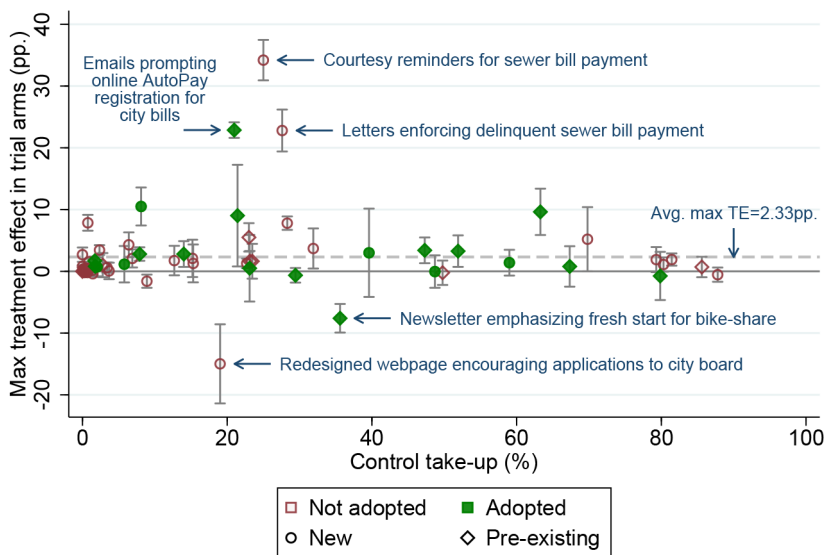 Max treatment effect in trial arms (pp.)
40
30
20
10
0
-10
-20
Emails prompting
online AutoPay
registration for
city bills
Courtesy reminders for sewer bill payment
Letters enforcing delinquent sewer bill payment
Avg. max TE=2.33pp.
Newsletter emphasizing fresh start for bike-share
Redesigned webpage encouraging applications to city board
0
20
40
60
80
100
Control take-up (%)
Not adopted
Adopted
New
Pre-existing